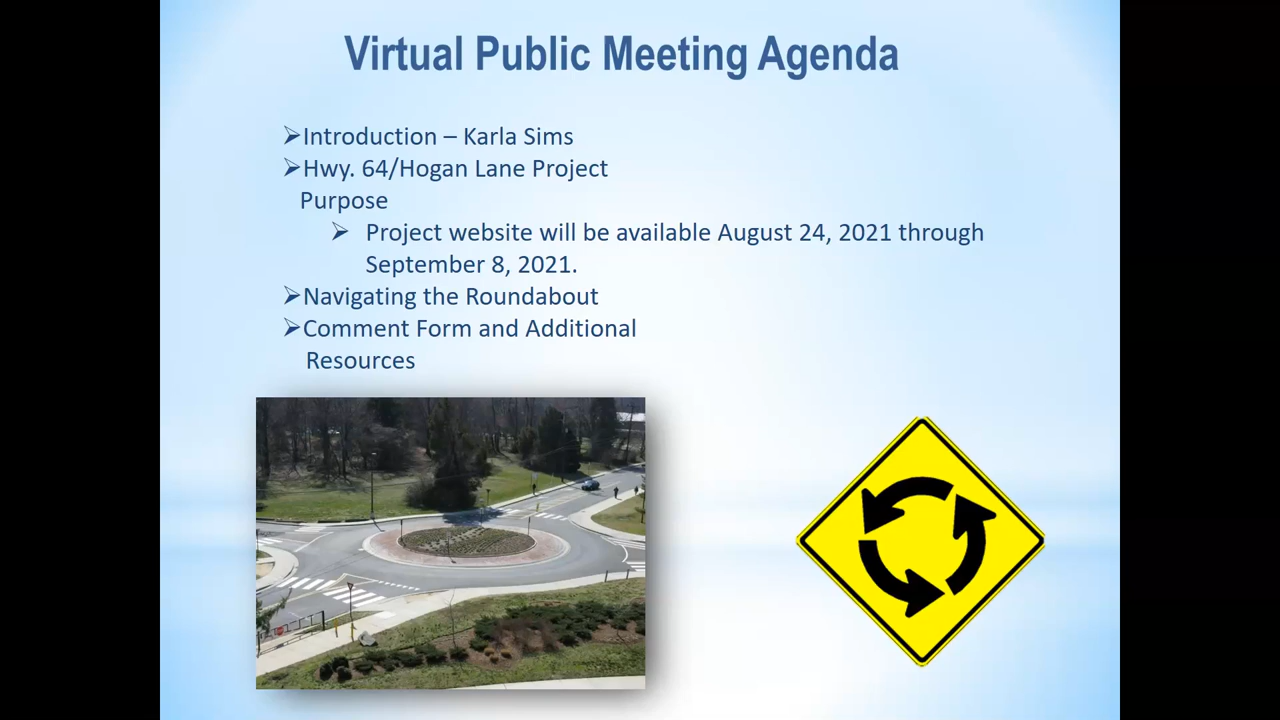 Virtual Public Meeting Agenda
➢Introduction – Karla Sims
➢Hwy. 64/Hogan Lane Project
Purpose
➢ Project website will be available August 24, 2021 through
September 8, 2021.
➢Navigating the Roundabout
➢Comment Form and Additional
Resources